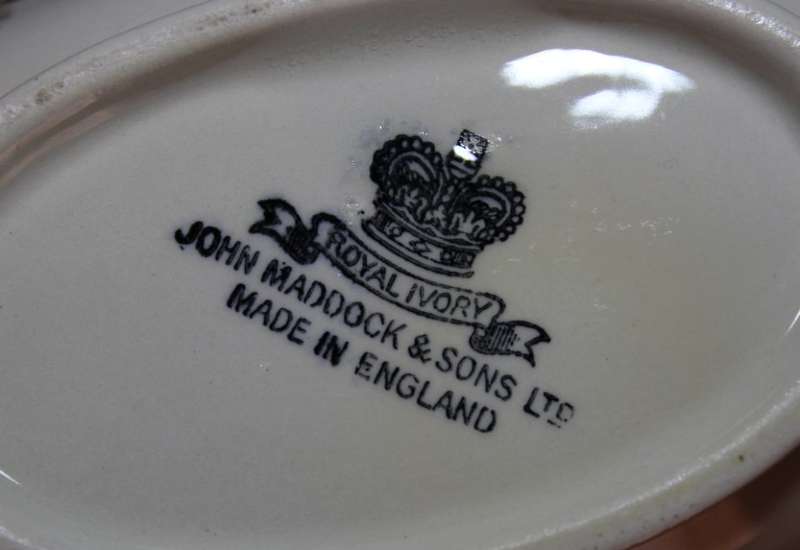 ROYAL IVORY
JOHN MADDOCK & SONS LTD
MADE IN ENGLAND